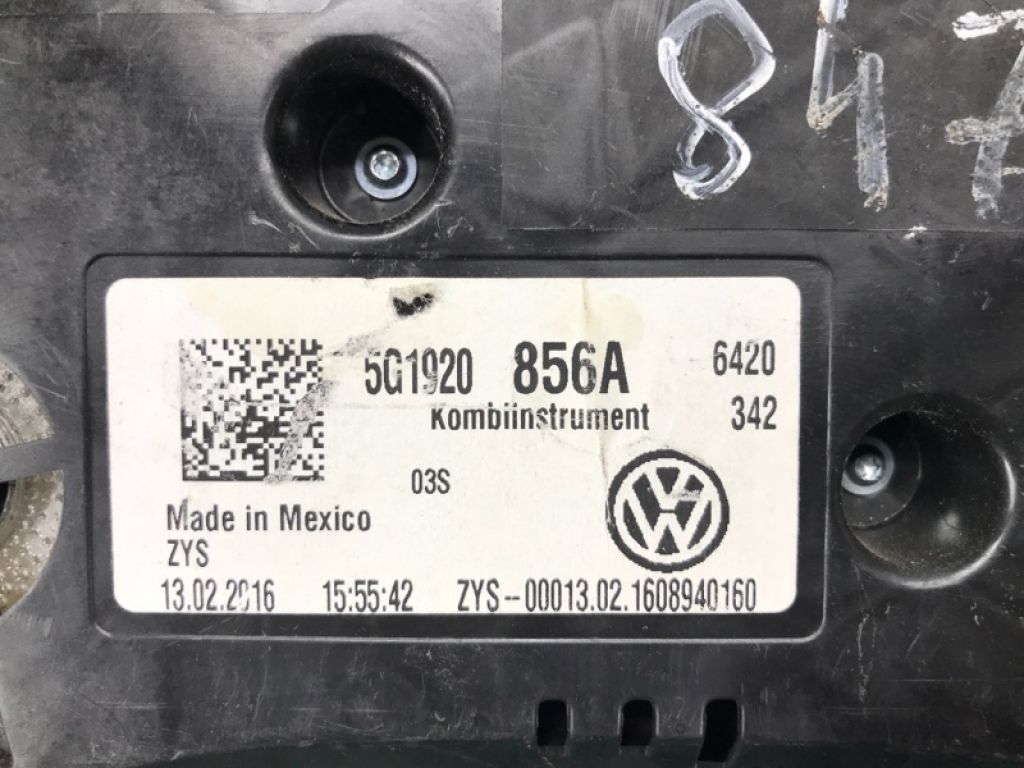 847
5G1920 856A 6420
Kombiinstrument 342
03S
Made in Mexico
ZYS
13.02.2016 15:55:42 ZYS-00013.02.1608940160